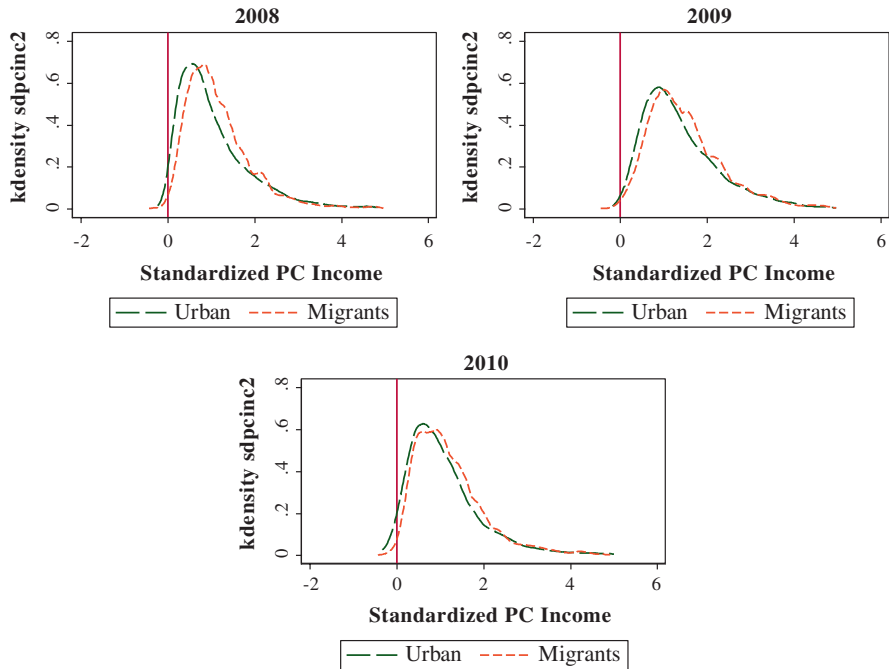 2008
kdensity sdpcinc2
.8
.6
.4
.2
0
-2 0 2 4 6
Standardized PC Income
Urban Migrants
2009
kdensity sdpcinc2
.8
.6
.4
.2
0
-2 0 2 4 6
Standardized PC Income
Urban Migrants
2010
kdensity sdpcinc2
.8
.6
.4
.2
0
-2 0 2 4 6
Standardized PC Income
Urban Migrants